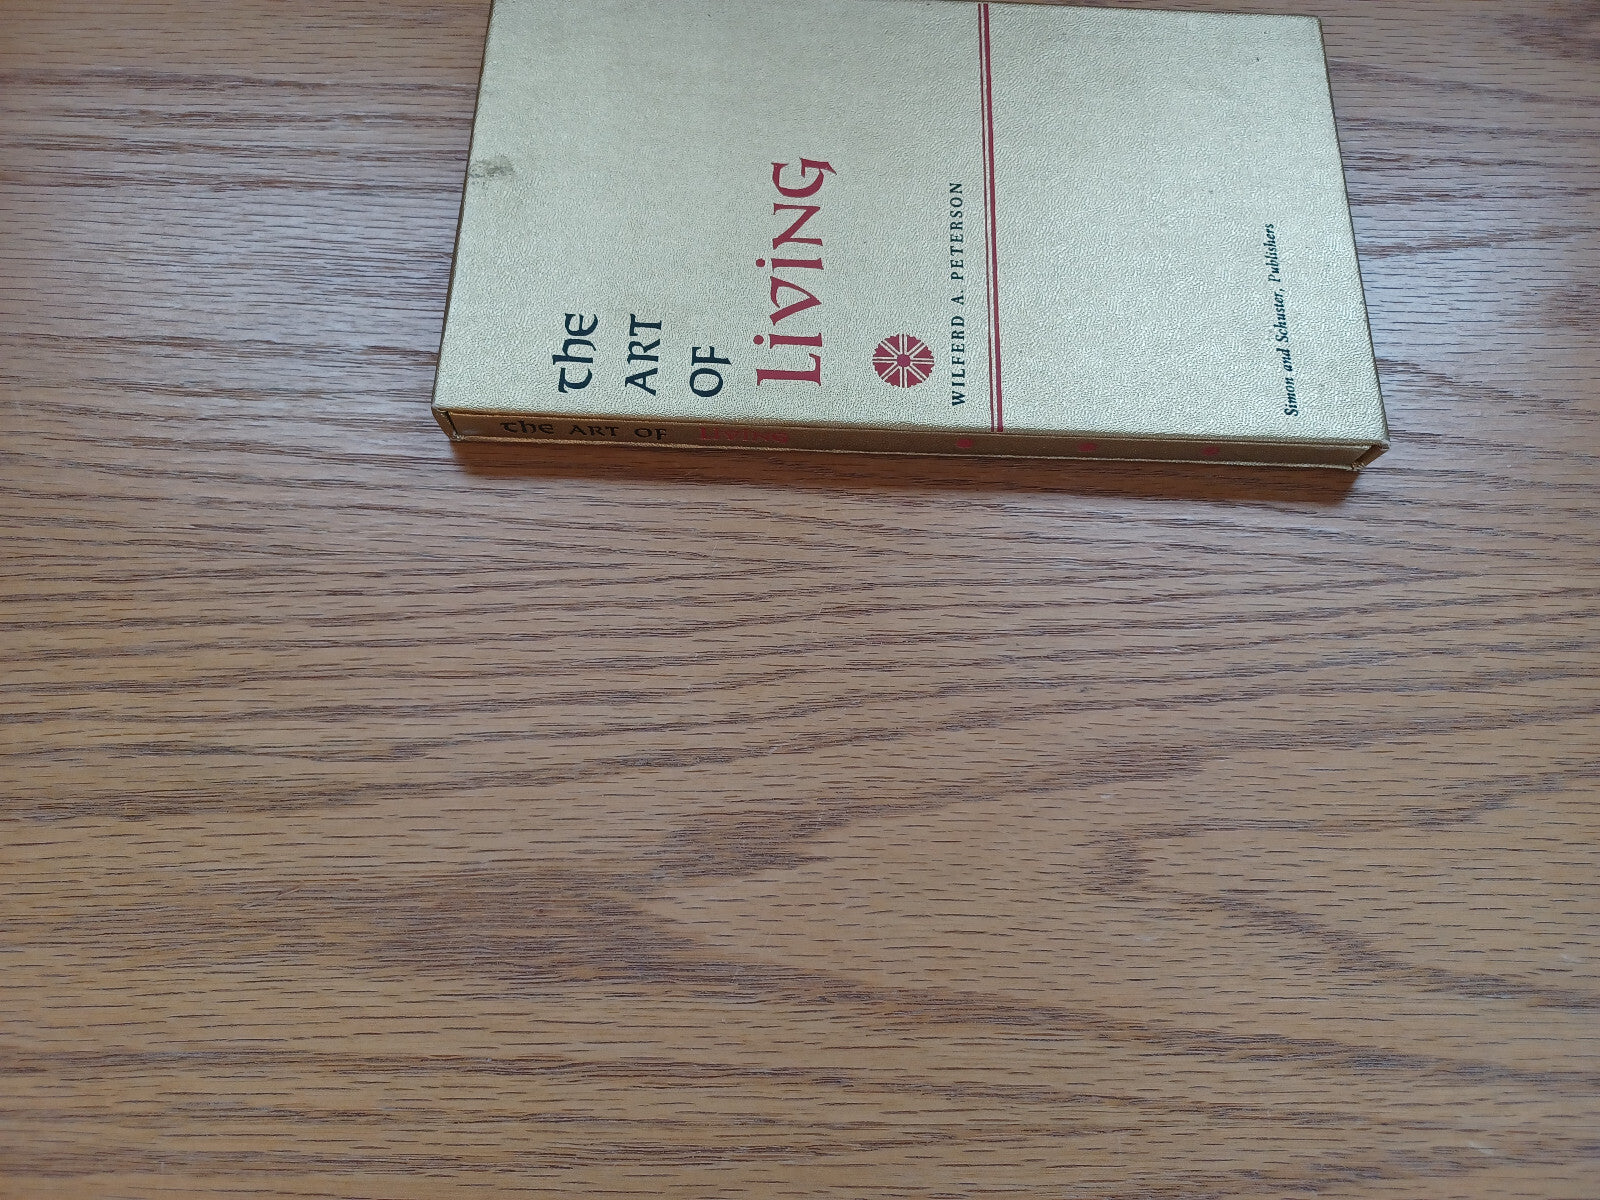 The
ART
OF
LiviNG
WILFERD A. PETERSON
Simon and Schuster, Publishers
The ART OF LiviNG